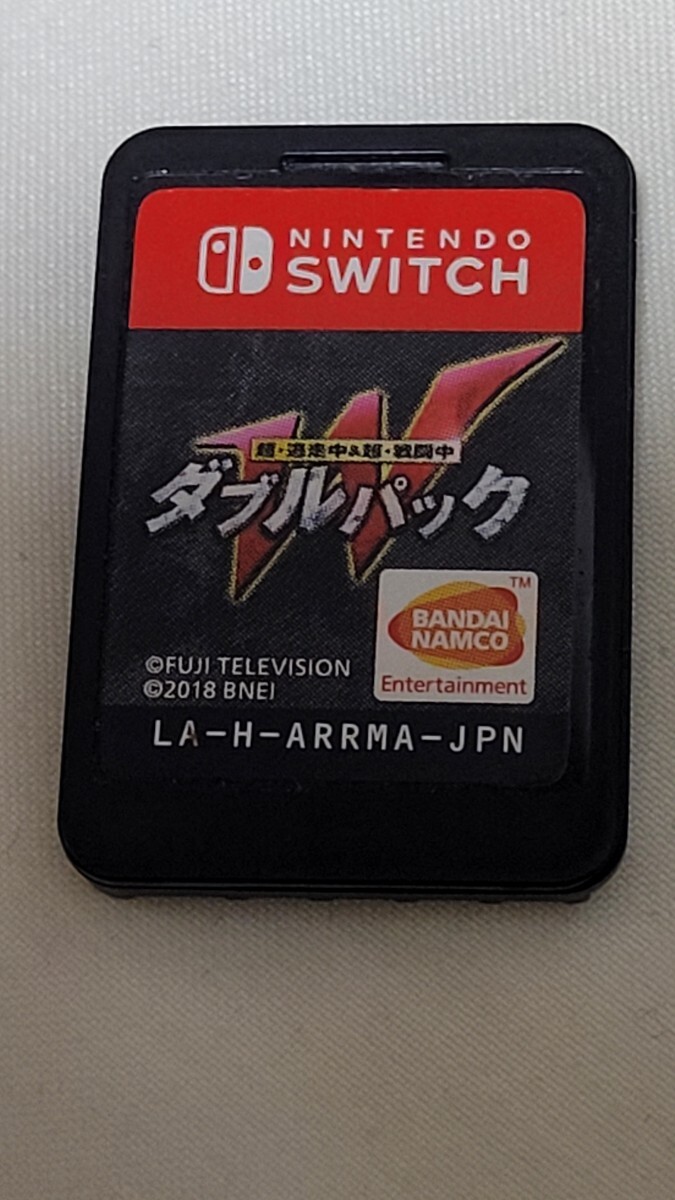 NINTENDO
SWITCH
W
超・逃走中&超・戦闘中
ダブルパック
TM
BANDAI
NAMCO
Entertainment
©FUJI TELEVISION
©2018 BNEI
LA-H-ARRMA-JPN